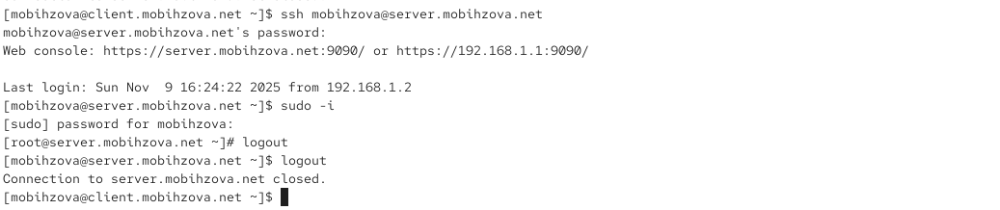 [mobihzova@client.mobihzova.net ~]$ ssh mobihzova@server.mobihzova.net
mobihzova@server.mobihzova.net's password:
Web console: https://server.mobihzova.net:9090/ or https://192.168.1.1:9090/

Last login: Sun Nov  9 16:24:22 2025 from 192.168.1.2
[mobihzova@server.mobihzova.net ~]$ sudo -i
[sudo] password for mobihzova:
[root@server.mobihzova.net ~]# logout
[mobihzova@server.mobihzova.net ~]$ logout
Connection to server.mobihzova.net closed.
[mobihzova@client.mobihzova.net ~]$